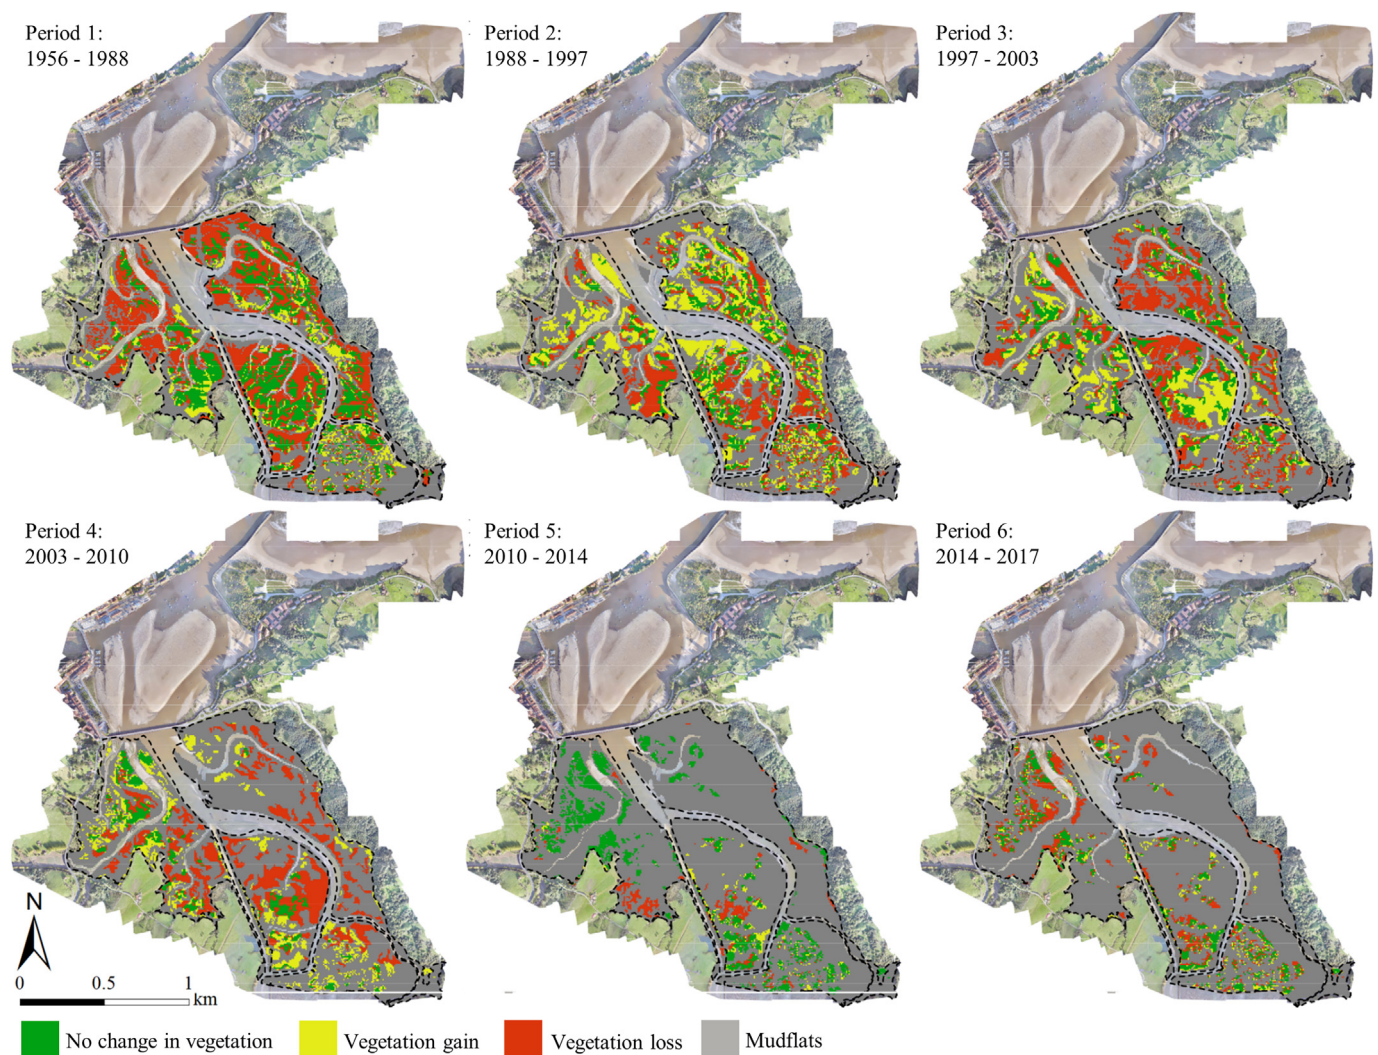 Period 1:
1956 - 1988
Period 2:
1988 - 1997
Period 3:
1997 - 2003
Period 4:
2003 - 2010
Period 5:
2010 - 2014
Period 6:
2014 - 2017
N
0 0.5 1
km
No change in vegetation Vegetation gain Vegetation loss Mudflats